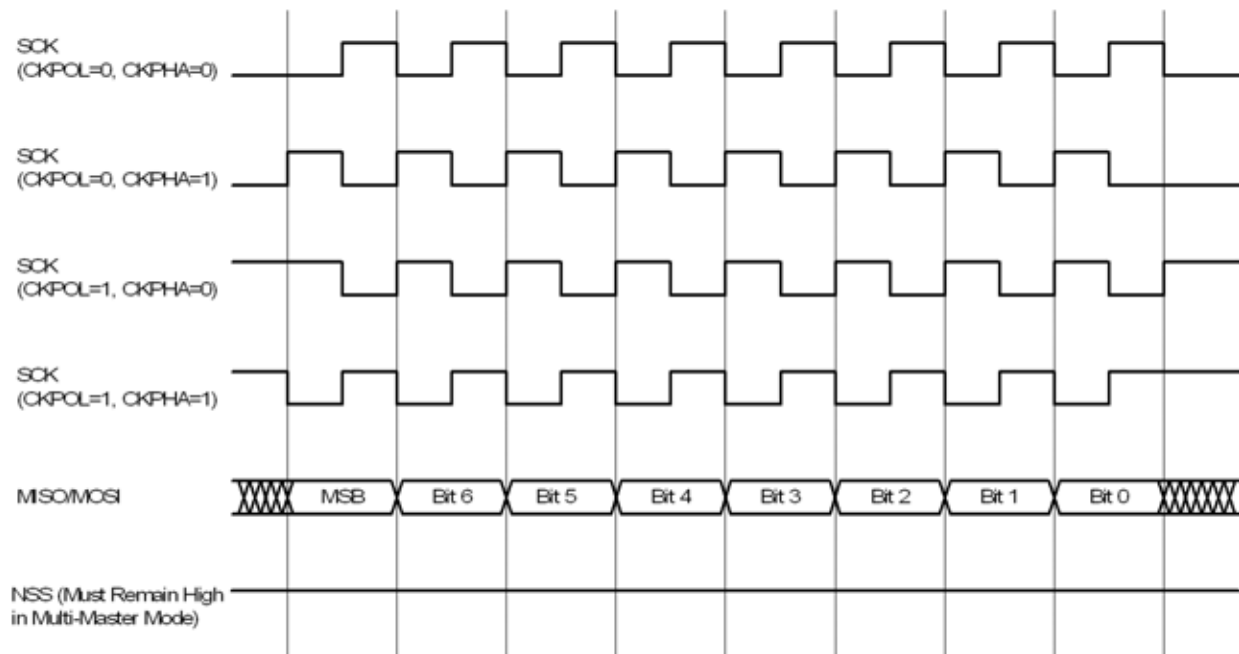 SCK
(CKPOL=0, CKPHA=0)
SCK
(CKPOL=0, CKPHA=1)
SCK
(CKPOL=1, CKPHA=0)
SCK
(CKPOL=1, CKPHA=1)
MISO/MOSI
MSB Bit 6 Bit 5 Bit 4 Bit 3 Bit 2 Bit 1 Bit 0
NSS (Must Remain High
in Multi-Master Mode)